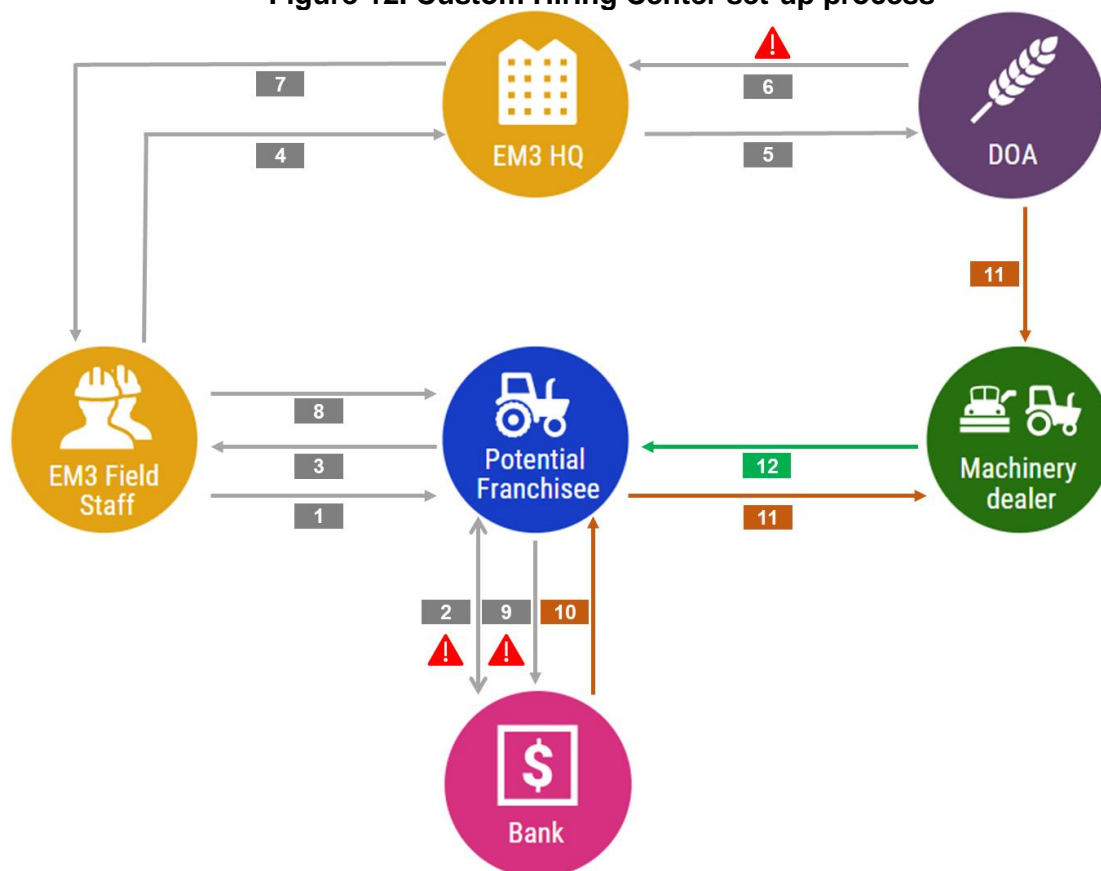 Figure 12. Custom Hiring Center set-up process
7
6
4
5
EM3 HQ
DOA
11
8
3
12
1
11
EM3 Field
Staff
Potential
Franchisee
Machinery
dealer
2
9
10
$
Bank